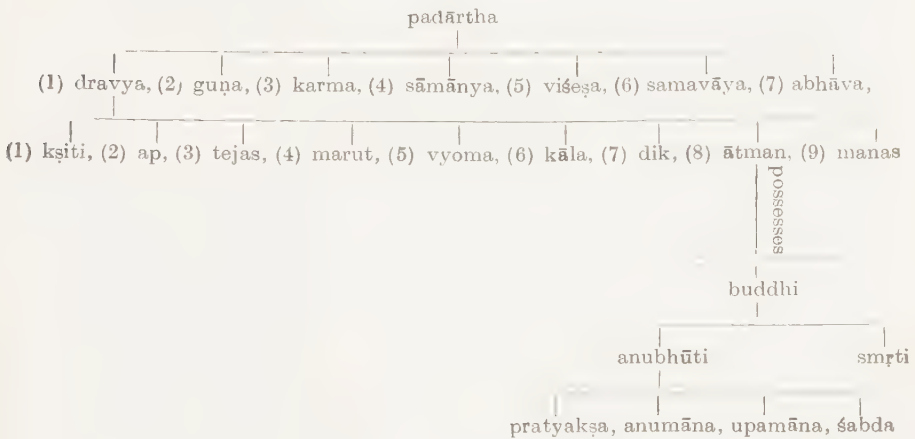 padārtha
(1) dravya, (2) guṇa, (3) karma, (4) sāmānya, (5) viśeṣa, (6) samavāya, (7) abhāva,
(1) kṣiti, (2) ap, (3) tejas, (4) marut, (5) vyoma, (6) kāla, (7) dik, (8) ātman, (9) manas
possesses
buddhi
anubhūti smṛti
pratyakṣa, anumāna, upamāna, śabda